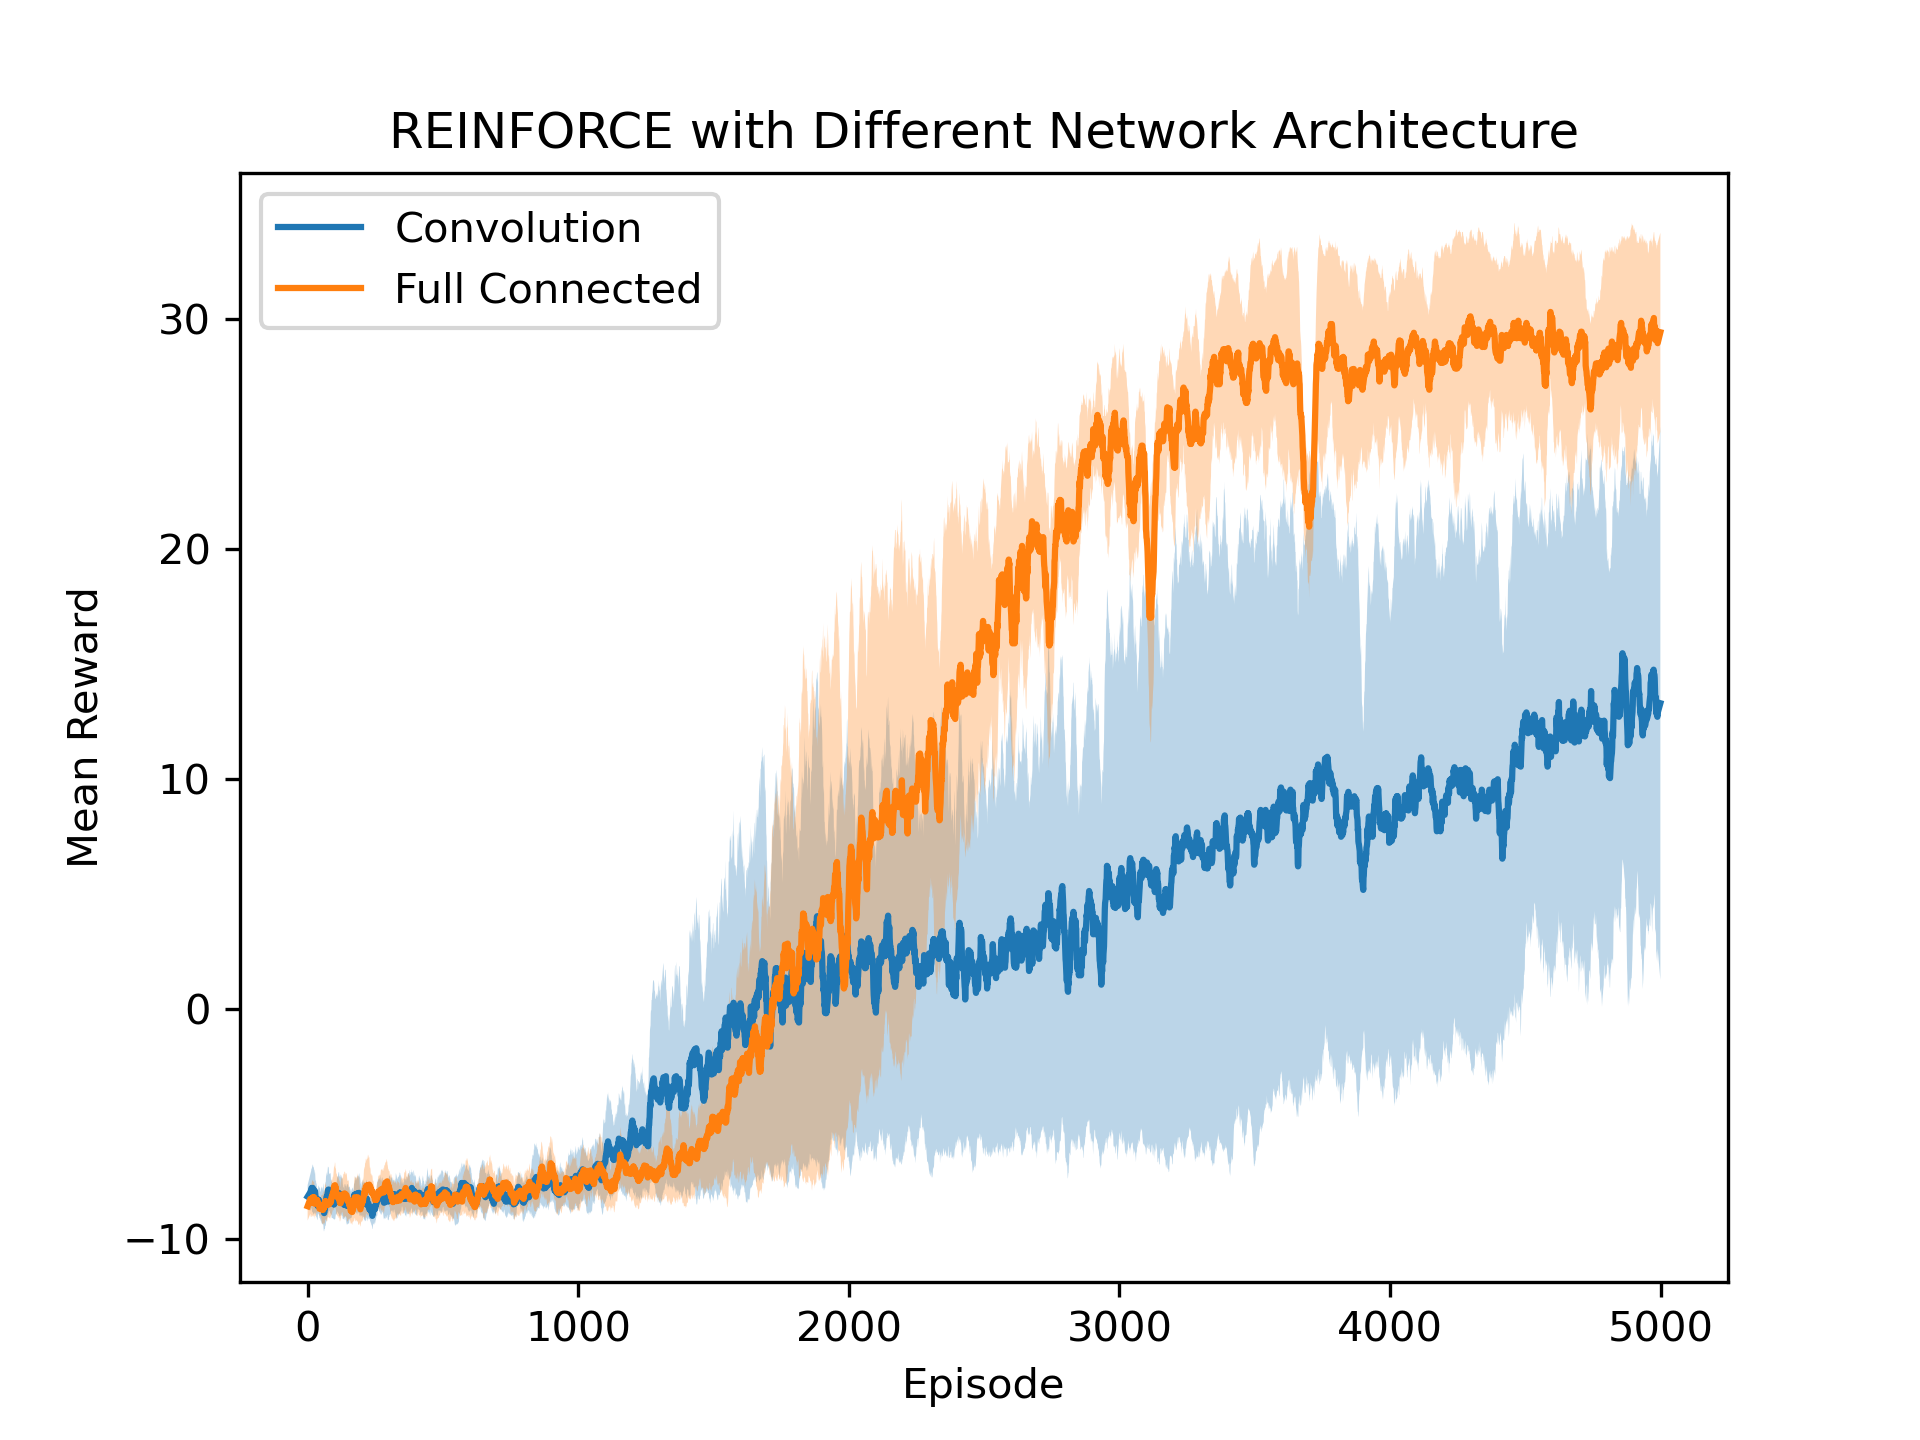 REINFORCE with Different Network Architecture
Convolution
Full Connected
Mean Reward
30
20
10
0
−10
0 1000 2000 3000 4000 5000
Episode